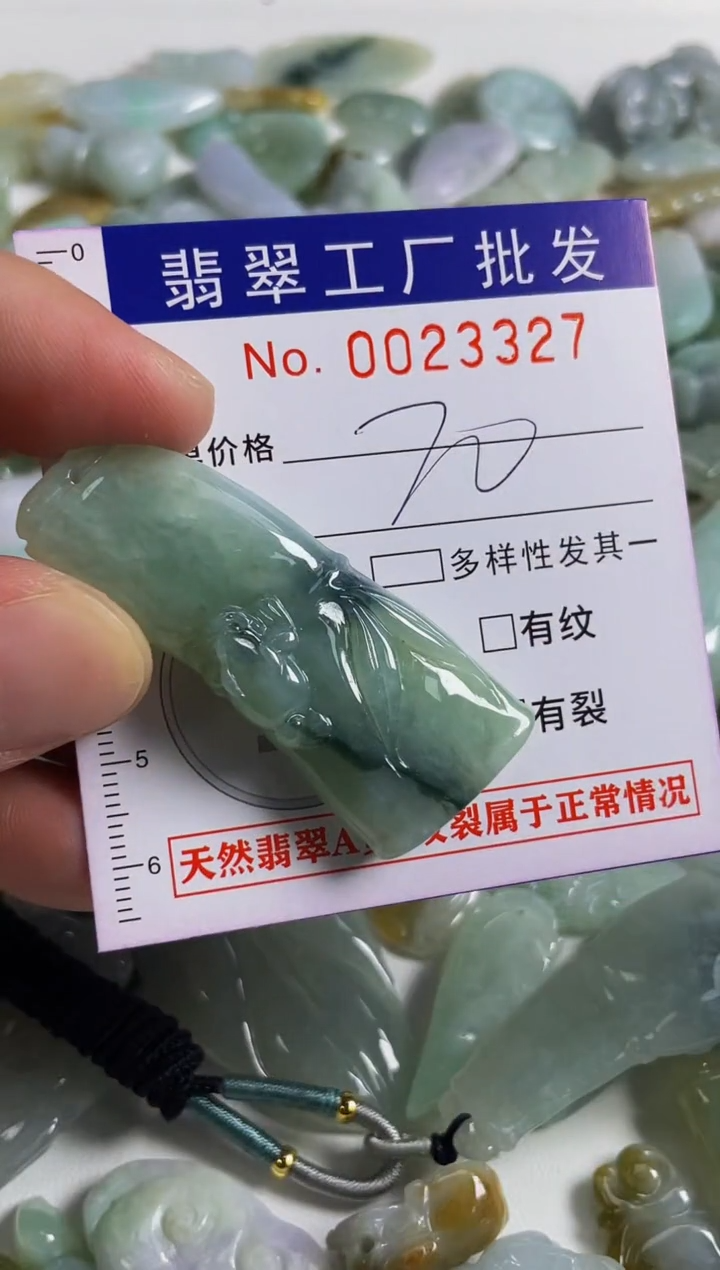 0
翡翠工厂批发
No. 0023327
价格 70
多样性发其一
有纹
有裂
5
6
天然翡翠A 裂属于正常情况